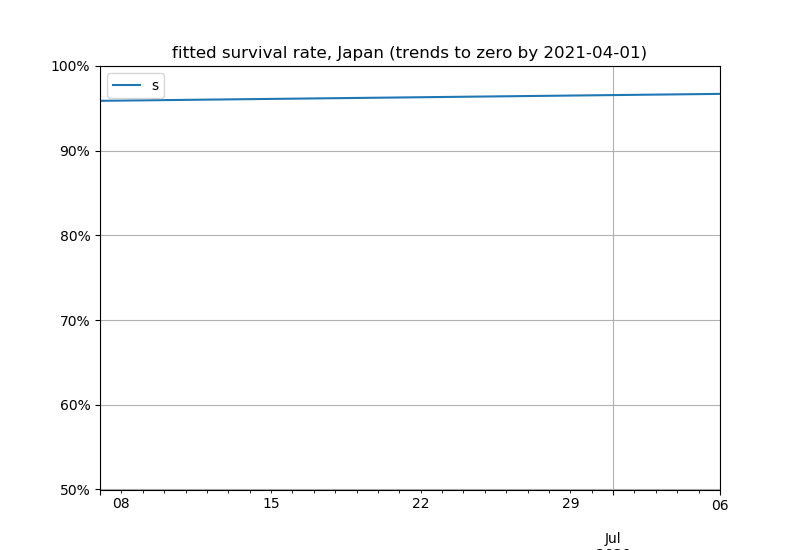 fitted survival rate, Japan (trends to zero by 2021-04-01)
100%
s
90%
80%
70%
60%
50%
08 15 22 29 06
Jul